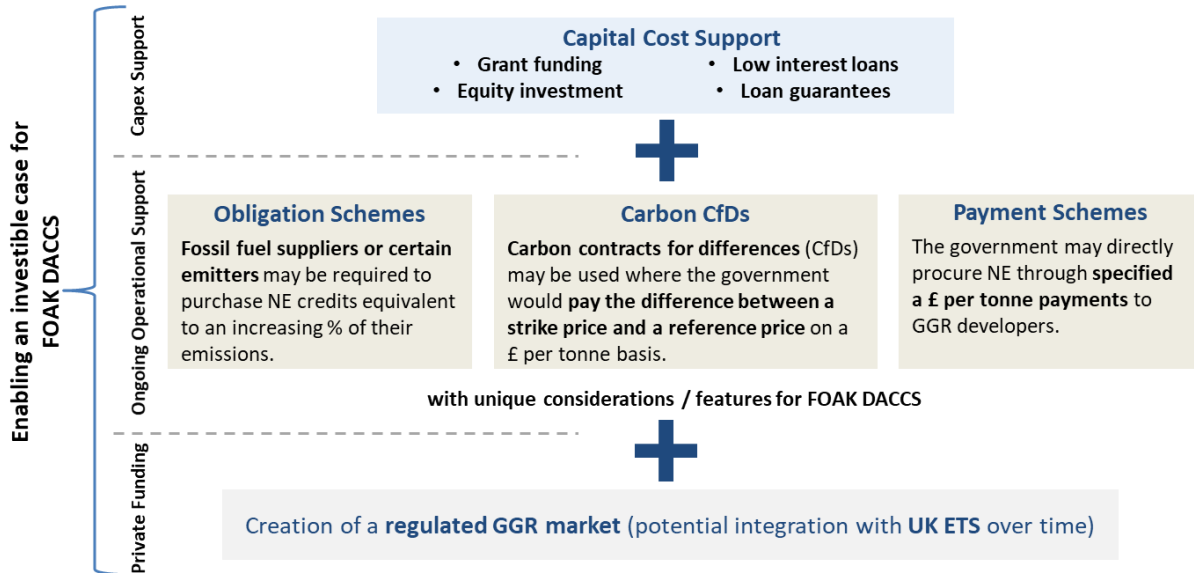 Enabling an investible case for
FOAK DACCS
Capex Support
Capital Cost Support
• Grant funding
• Low interest loans
• Equity investment
• Loan guarantees
Ongoing Operational Support
Obligation Schemes
Fossil fuel suppliers or certain
emitters may be required to
purchase NE credits equivalent
to an increasing % of their
emissions.
Carbon CfDs
Carbon contracts for differences (CfDs)
may be used where the government
would pay the difference between a
strike price and a reference price on a
£ per tonne basis.
Payment Schemes
The government may directly
procure NE through specified
a £ per tonne payments to
GGR developers.
with unique considerations / features for FOAK DACCS
Private Funding
Creation of a regulated GGR market (potential integration with UK ETS over time)